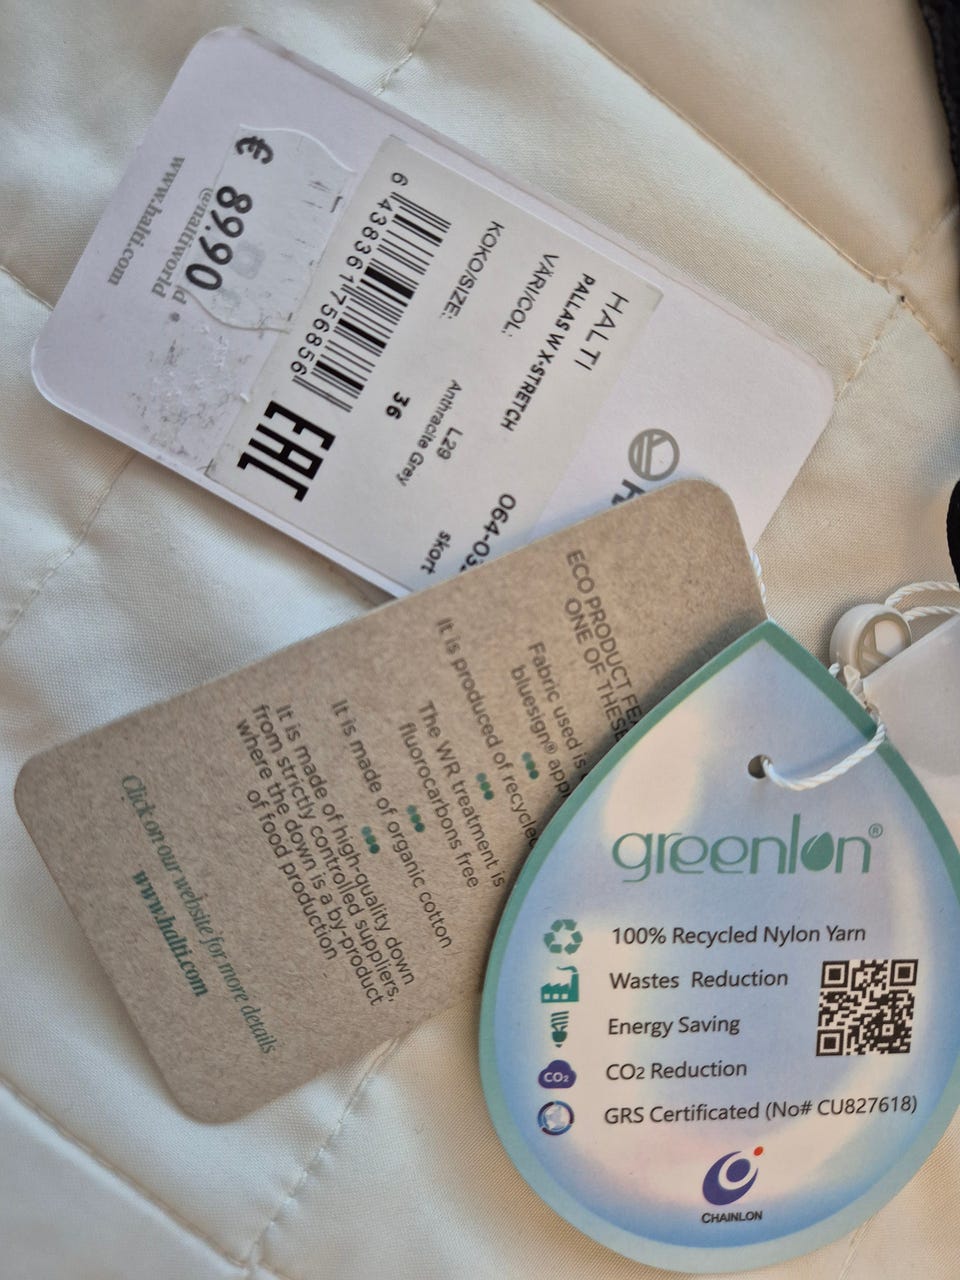 HALTI
PALLAS W X-STRETCH
VÄRI/COL.:
L29
Anthracite Grey
skort
KOKO/SIZE:
36
6 438361 756856
EAC
€ 89.90
@haltiworld
www.halti.com
ECO PRODUCT
ONE OF THESE
Fabric used is
bluesign®
It is produced of recycled
The WR treatment is
fluorocarbons free
It is made of organic cotton
It is made of high-quality down
from strictly controlled suppliers,
where the down is a by-product
of food production
Click on our website for more details
www.halti.com
greenlon®
100% Recycled Nylon Yarn
Wastes Reduction
Energy Saving
CO₂ CO2 Reduction
GRS Certificated (No# CU827618)
CHAINLON